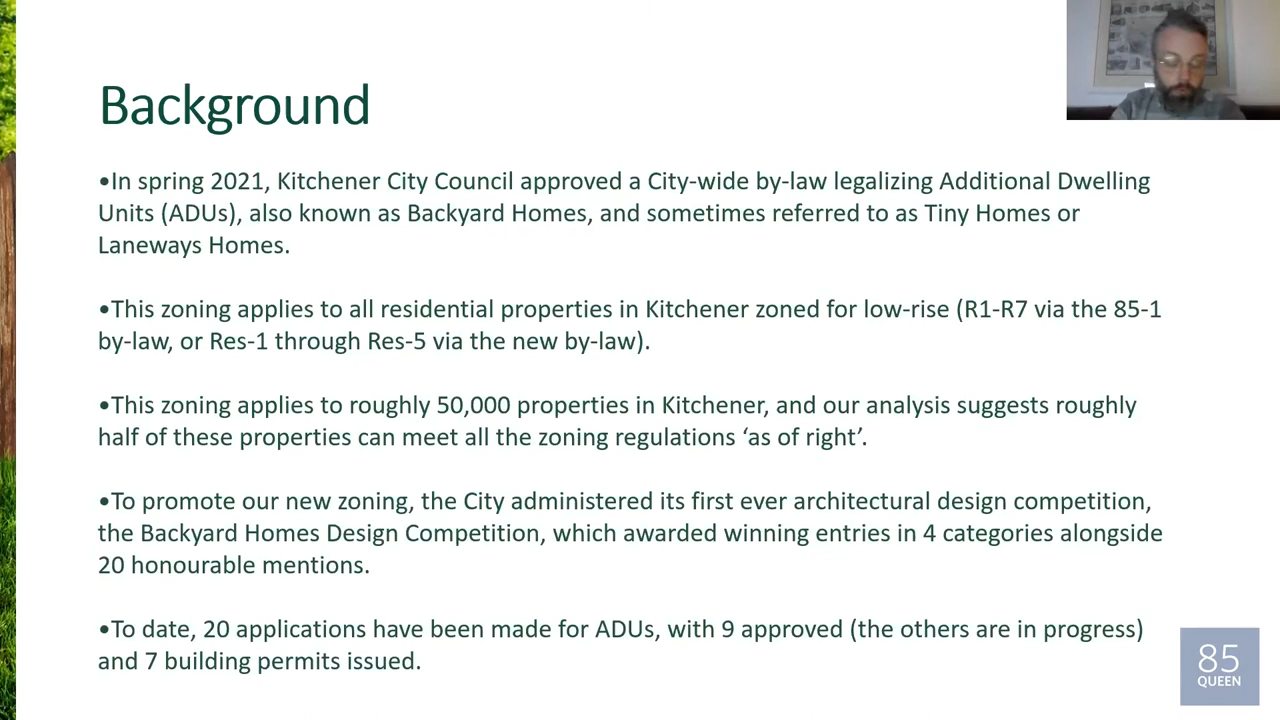 Background
•In spring 2021, Kitchener City Council approved a City-wide by-law legalizing Additional Dwelling
Units (ADUs), also known as Backyard Homes, and sometimes referred to as Tiny Homes or
Laneways Homes.
•This zoning applies to all residential properties in Kitchener zoned for low-rise (R1-R7 via the 85-1
by-law, or Res-1 through Res-5 via the new by-law).
•This zoning applies to roughly 50,000 properties in Kitchener, and our analysis suggests roughly
half of these properties can meet all the zoning regulations ‘as of right’.
•To promote our new zoning, the City administered its first ever architectural design competition,
the Backyard Homes Design Competition, which awarded winning entries in 4 categories alongside
20 honourable mentions.
•To date, 20 applications have been made for ADUs, with 9 approved (the others are in progress)
and 7 building permits issued.
85
QUEEN